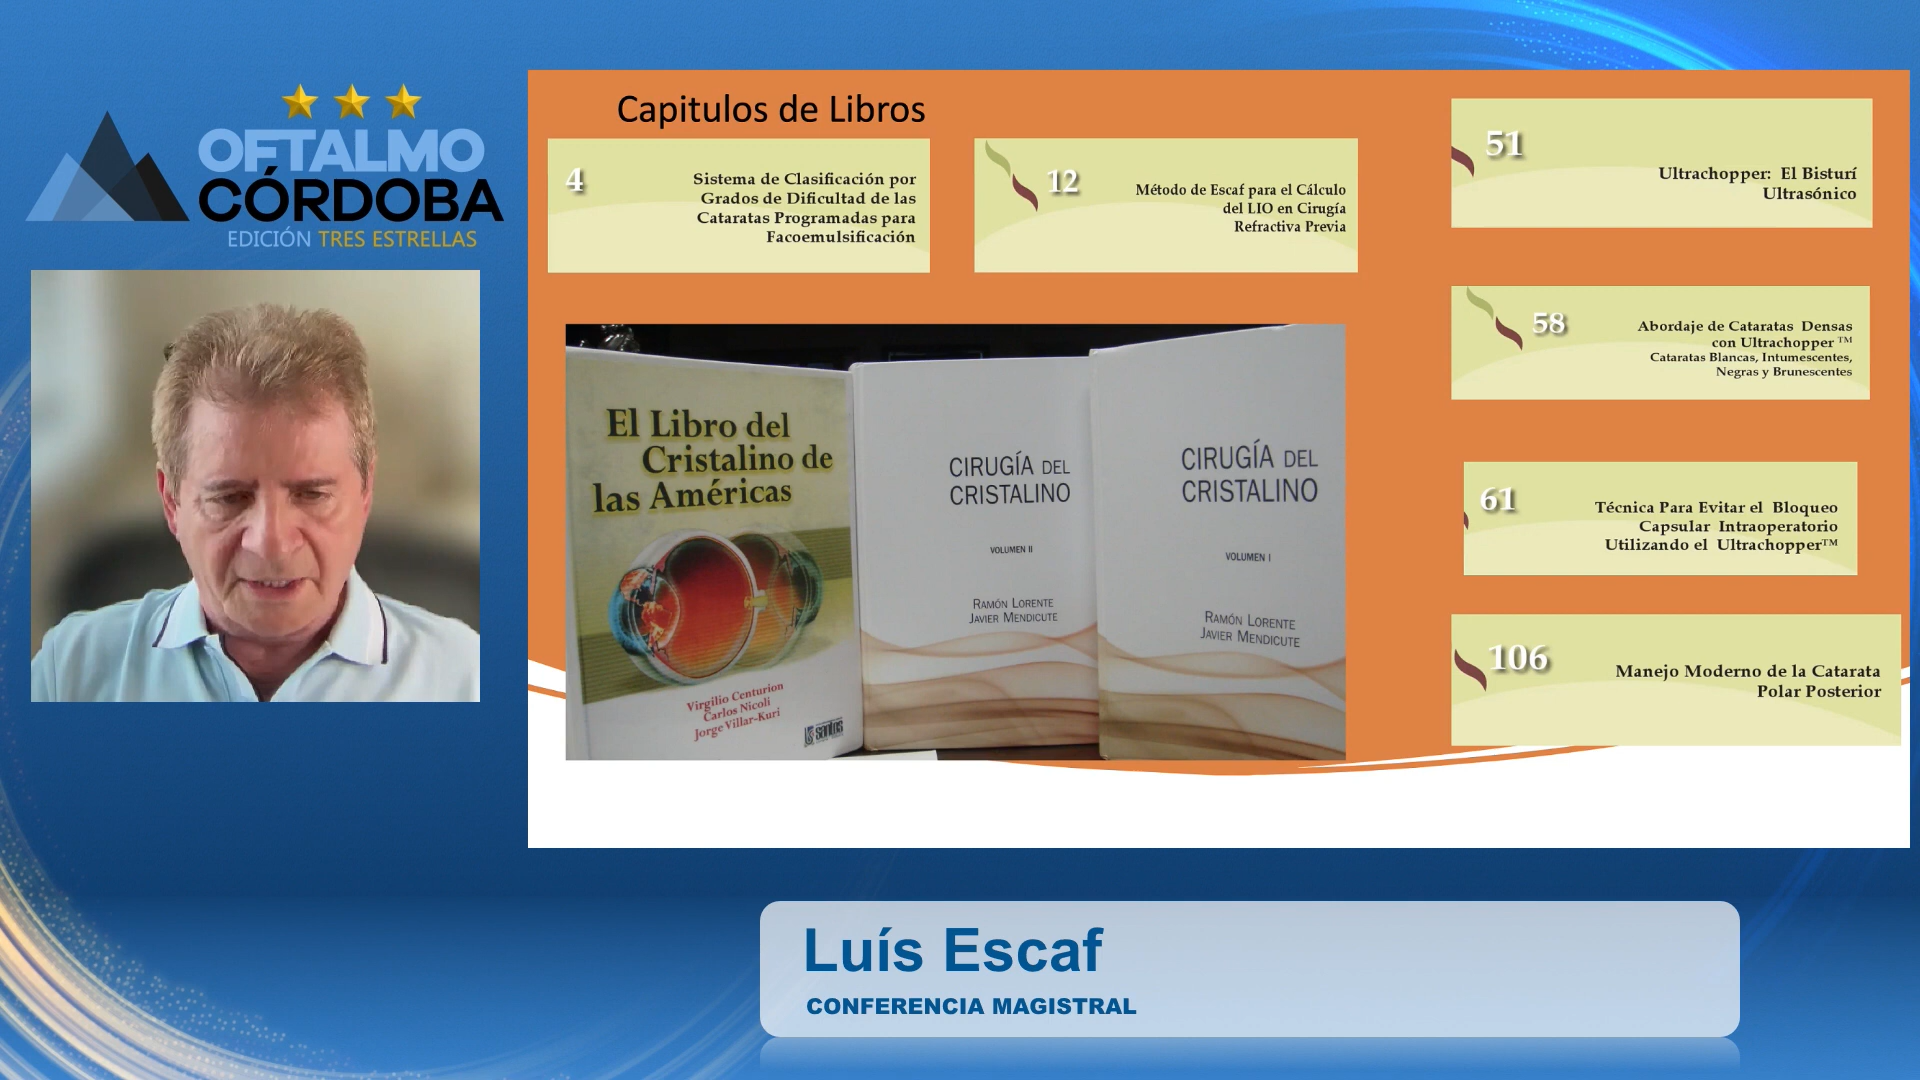 OFTALMO
CÓRDOBA
EDICIÓN TRES ESTRELLAS
Capitulos de Libros
4
Sistema de Clasificación por
Grados de Dificultad de las
Cataratas Programadas para
Facoemulsificación
12
Método de Escaf para el Cálculo
del LIO en Cirugía
Refractiva Previa
51
Ultrachopper: El Bisturí
Ultrasónico
58
Abordaje de Cataratas Densas
con Ultrachopper ™
Cataratas Blancas, Intumescentes,
Negras y Brunescentes
61
Técnica Para Evitar el Bloqueo
Capsular Intraoperatorio
Utilizando el Ultrachopper™
106
Manejo Moderno de la Catarata
Polar Posterior
El Libro del
Cristalino de
las Américas
Virgilio Centurion
Carlos Nicoli
Jorge Villar-Kuri
santos
CIRUGÍA DEL
CRISTALINO
VOLUMEN II
RAMÓN LORENTE
JAVIER MENDICUTE
CIRUGÍA DEL
CRISTALINO
VOLUMEN I
RAMÓN LORENTE
JAVIER MENDICUTE
Luís Escaf
CONFERENCIA MAGISTRAL